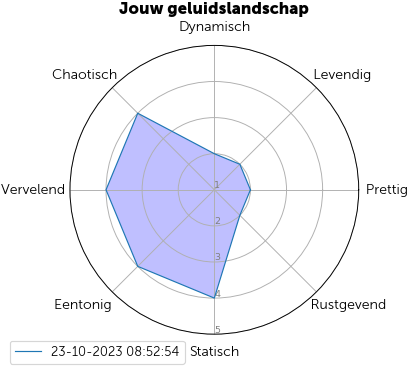 Jouw geluidslandschap
Dynamisch
Chaotisch
Levendig
Vervelend
1
Prettig
2
3
4
Eentonig
Rustgevend
5
23-10-2023 08:52:54
Statisch